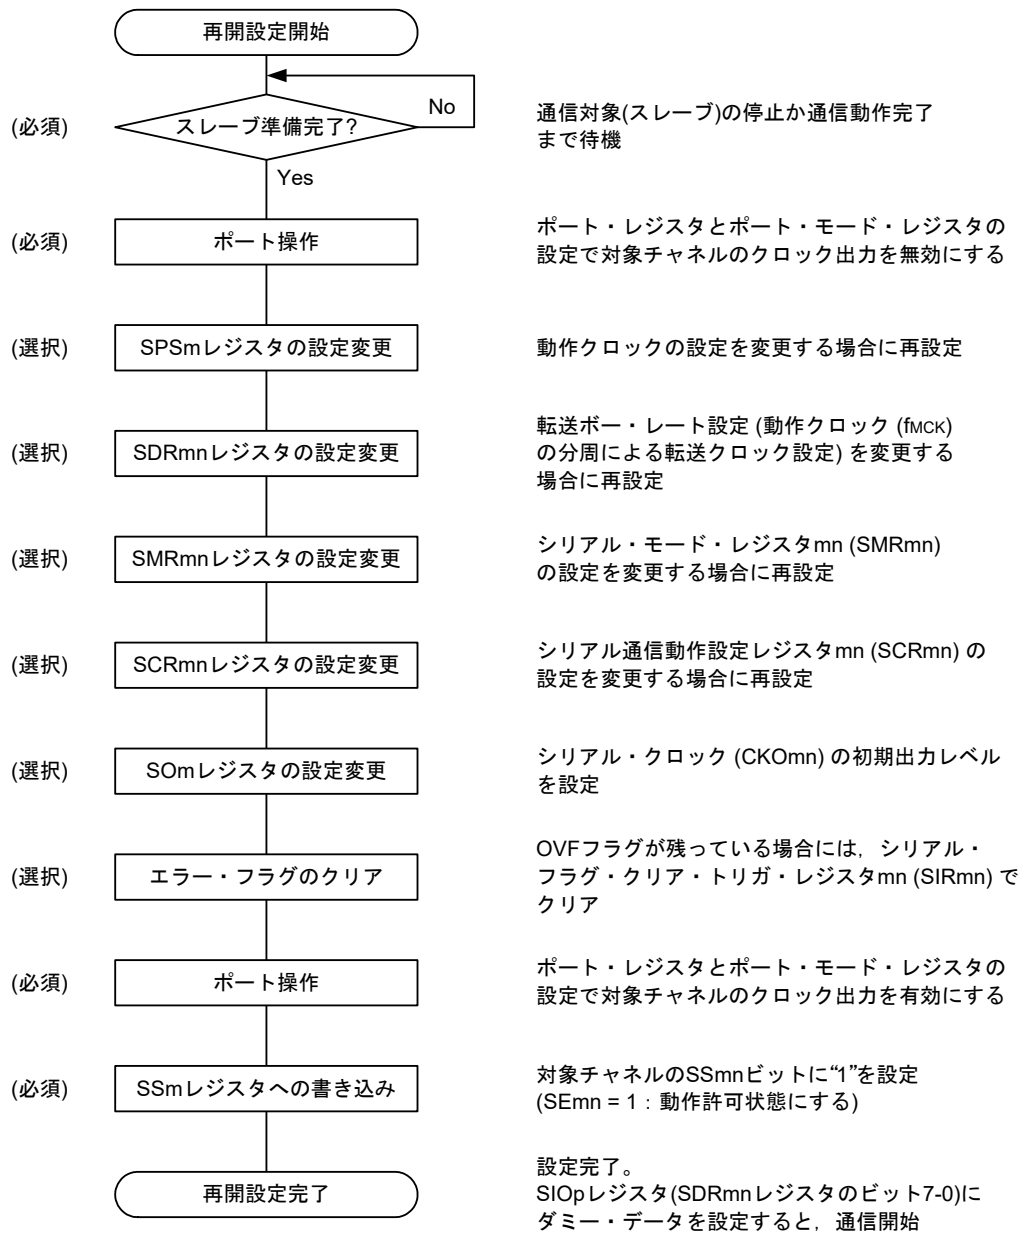 再開設定開始
No
(必須)
スレーブ準備完了?
通信対象(スレーブ)の停止か通信動作完了
まで待機
Yes
(必須)
ポート操作
ポート・レジスタとポート・モード・レジスタの
設定で対象チャネルのクロック出力を無効にする
(選択)
SPSmレジスタの設定変更
動作クロックの設定を変更する場合に再設定
(選択)
SDRmnレジスタの設定変更
転送ボー・レート設定 (動作クロック (fMCK)
の分周による転送クロック設定) を変更する
場合に再設定
(選択)
SMRmnレジスタの設定変更
シリアル・モード・レジスタmn (SMRmn)
の設定を変更する場合に再設定
(選択)
SCRmnレジスタの設定変更
シリアル通信動作設定レジスタmn (SCRmn) の
設定を変更する場合に再設定
(選択)
SOmレジスタの設定変更
シリアル・クロック (CKOmn) の初期出力レベル
を設定
(選択)
エラー・フラグのクリア
OVFフラグが残っている場合には，シリアル・
フラグ・クリア・トリガ・レジスタmn (SIRmn) で
クリア
(必須)
ポート操作
ポート・レジスタとポート・モード・レジスタの
設定で対象チャネルのクロック出力を有効にする
(必須)
SSmレジスタへの書き込み
対象チャネルのSSmnビットに“1”を設定
(SEmn = 1：動作許可状態にする)
再開設定完了
設定完了。
SIOpレジスタ(SDRmnレジスタのビット7-0)に
ダミー・データを設定すると，通信開始